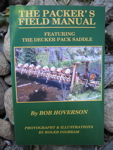 THE PACKER'S
FIELD MANUAL
FEATURING
THE DECKER PACK SADDLE
By BOB HOVERSON
PHOTOGRAPHY & ILLUSTRATIONS
BY ROGER INGHRAM